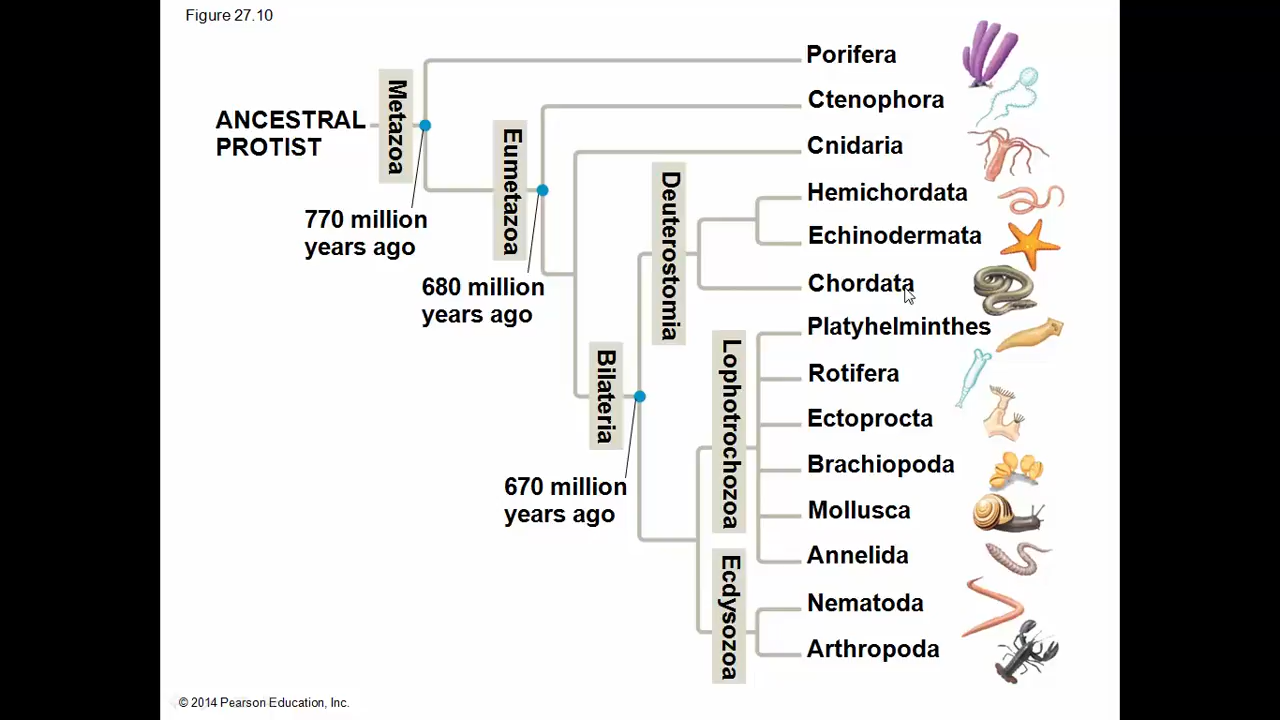 Figure 27.10
Porifera
Ctenophora
Cnidaria
Hemichordata
Echinodermata
Chordata
Platyhelminthes
Rotifera
Ectoprocta
Brachiopoda
Mollusca
Annelida
Nematoda
Arthropoda
ANCESTRAL
PROTIST
Metazoa
770 million
years ago
Eumetazoa
680 million
years ago
Bilateria
670 million
years ago
Deuterostomia
Lophotrochozoa
Ecdysozoa
© 2014 Pearson Education, Inc.